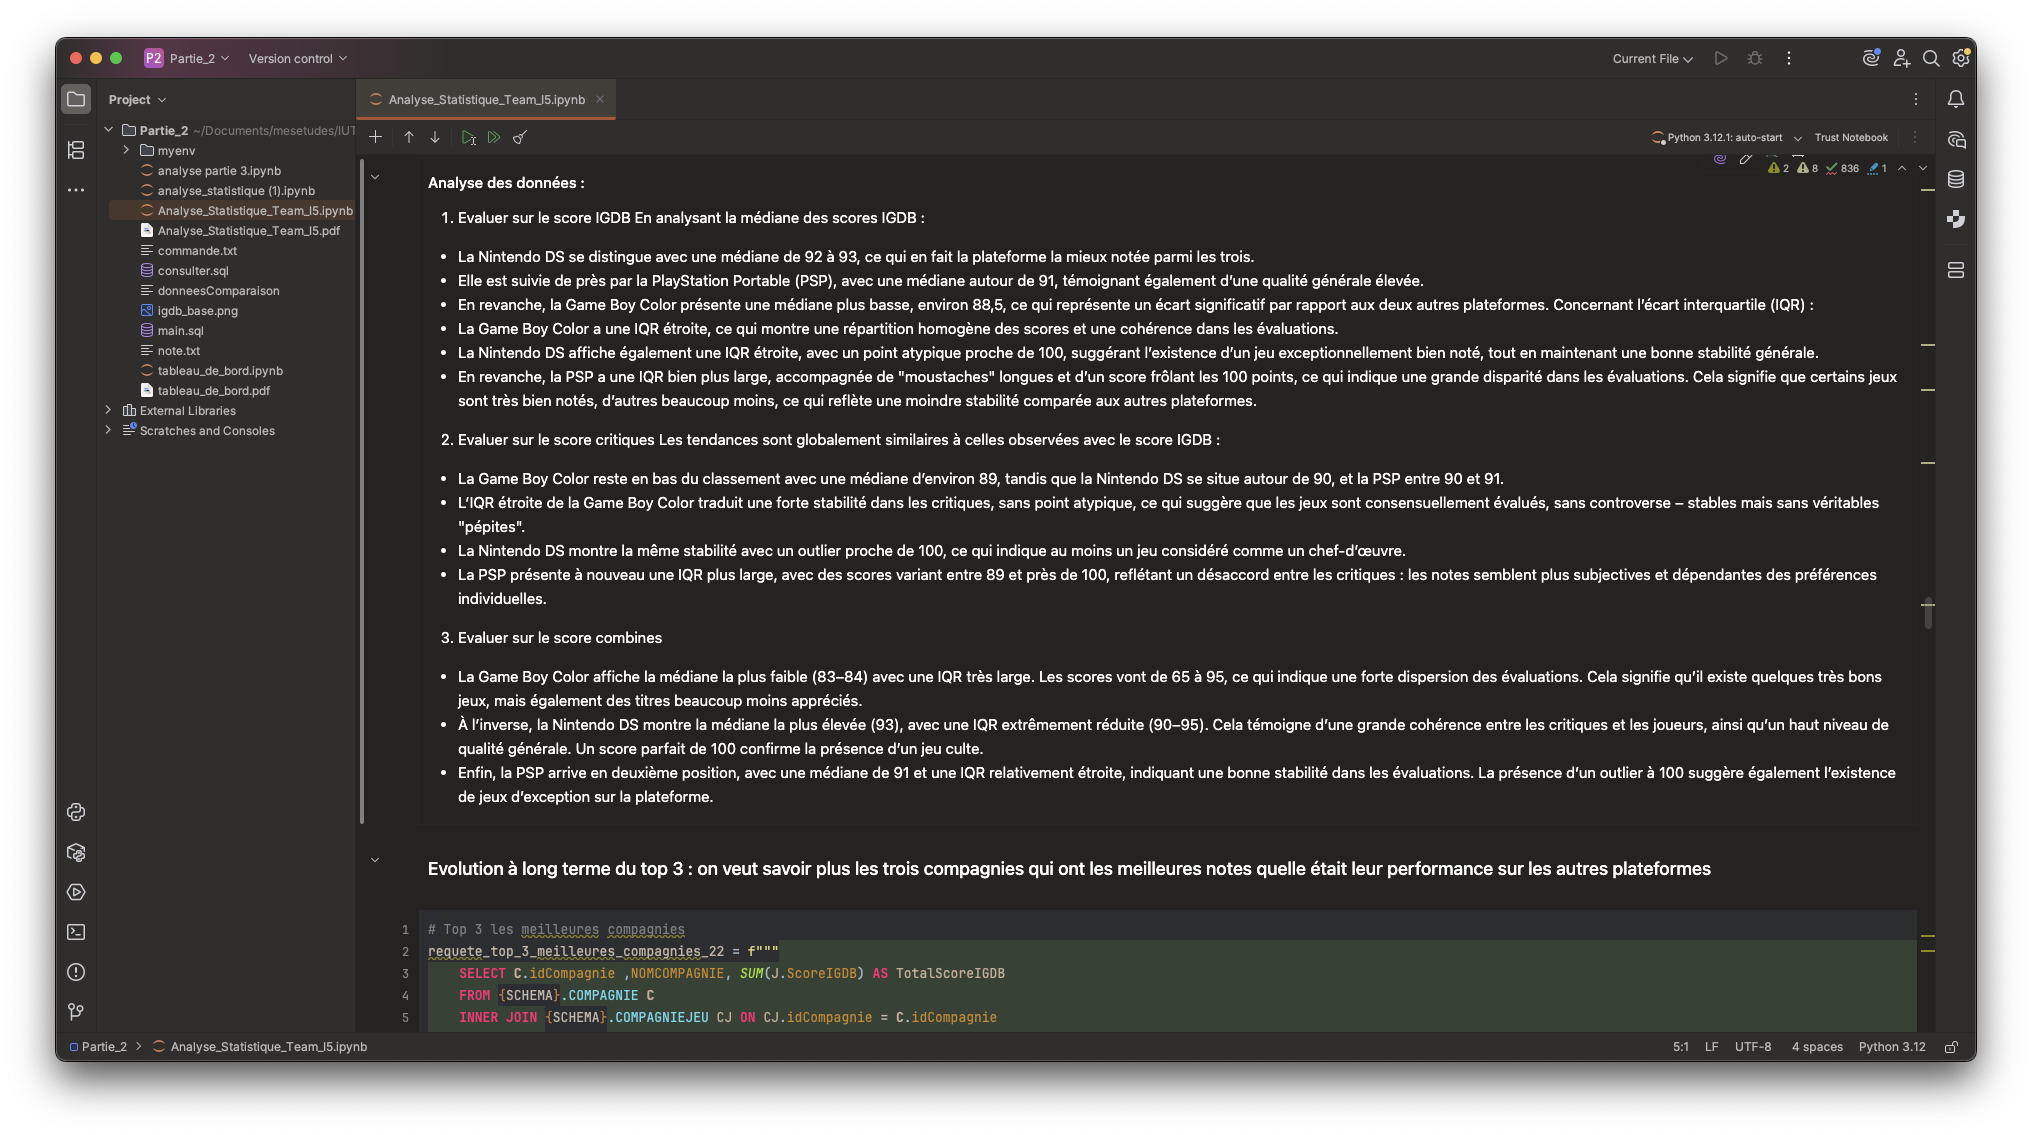 P2 Partie_2
Version control
Current File
Project
Analyse_Statistique_Team_I5.ipynb
Partie_2 ~/Documents/mesetudes/IUT
myenv
analyse partie 3.ipynb
analyse_statistique (1).ipynb
Analyse_Statistique_Team_I5.ipynb
Analyse_Statistique_Team_I5.pdf
commande.txt
consulter.sql
donneesComparaison
igdb_base.png
main.sql
note.txt
tableau_de_bord.ipynb
tableau_de_bord.pdf
External Libraries
Scratches and Consoles
Python 3.12.1: auto-start
Trust Notebook
2 8 836 1
Analyse des données :
1. Evaluer sur le score IGDB En analysant la médiane des scores IGDB :
• La Nintendo DS se distingue avec une médiane de 92 à 93, ce qui en fait la plateforme la mieux notée parmi les trois.
• Elle est suivie de près par la PlayStation Portable (PSP), avec une médiane autour de 91, témoignant également d’une qualité générale élevée.
• En revanche, la Game Boy Color présente une médiane plus basse, environ 88,5, ce qui représente un écart significatif par rapport aux deux autres plateformes. Concernant l’écart interquartile (IQR) :
• La Game Boy Color a une IQR étroite, ce qui montre une répartition homogène des scores et une cohérence dans les évaluations.
• La Nintendo DS affiche également une IQR étroite, avec un point atypique proche de 100, suggérant l’existence d’un jeu exceptionnellement bien noté, tout en maintenant une bonne stabilité générale.
• En revanche, la PSP a une IQR bien plus large, accompagnée de "moustaches" longues et d’un score frôlant les 100 points, ce qui indique une grande disparité dans les évaluations. Cela signifie que certains jeux
sont très bien notés, d’autres beaucoup moins, ce qui reflète une moindre stabilité comparée aux autres plateformes.
2. Evaluer sur le score critiques Les tendances sont globalement similaires à celles observées avec le score IGDB :
• La Game Boy Color reste en bas du classement avec une médiane d’environ 89, tandis que la Nintendo DS se situe autour de 90, et la PSP entre 90 et 91.
• L’IQR étroite de la Game Boy Color traduit une forte stabilité dans les critiques, sans point atypique, ce qui suggère que les jeux sont consensuellement évalués, sans controverse – stables mais sans véritables
"pépites".
• La Nintendo DS montre la même stabilité avec un outlier proche de 100, ce qui indique au moins un jeu considéré comme un chef-d’œuvre.
• La PSP présente à nouveau une IQR plus large, avec des scores variant entre 89 et près de 100, reflétant un désaccord entre les critiques : les notes semblent plus subjectives et dépendantes des préférences
individuelles.
3. Evaluer sur le score combines
• La Game Boy Color affiche la médiane la plus faible (83–84) avec une IQR très large. Les scores vont de 65 à 95, ce qui indique une forte dispersion des évaluations. Cela signifie qu’il existe quelques très bons
jeux, mais également des titres beaucoup moins appréciés.
• À l’inverse, la Nintendo DS montre la médiane la plus élevée (93), avec une IQR extrêmement réduite (90–95). Cela témoigne d’une grande cohérence entre les critiques et les joueurs, ainsi qu’un haut niveau de
qualité générale. Un score parfait de 100 confirme la présence d’un jeu culte.
• Enfin, la PSP arrive en deuxième position, avec une médiane de 91 et une IQR relativement étroite, indiquant une bonne stabilité dans les évaluations. La présence d’un outlier à 100 suggère également l’existence
de jeux d’exception sur la plateforme.
Evolution à long terme du top 3 : on veut savoir plus les trois compagnies qui ont les meilleures notes quelle était leur performance sur les autres plateformes
1 # Top 3 les meilleures compagnies
2 requete_top_3_meilleures_compagnies_22 = f"""
3 SELECT C.idCompagnie ,NOMCOMPAGNIE, SUM(J.ScoreIGDB) AS TotalScoreIGDB
4 FROM {SCHEMA}.COMPAGNIE C
5 INNER JOIN {SCHEMA}.COMPAGNIEJEU CJ ON CJ.idCompagnie = C.idCompagnie
Partie_2 > Analyse_Statistique_Team_I5.ipynb
5:1 LF UTF-8 4 spaces Python 3.12